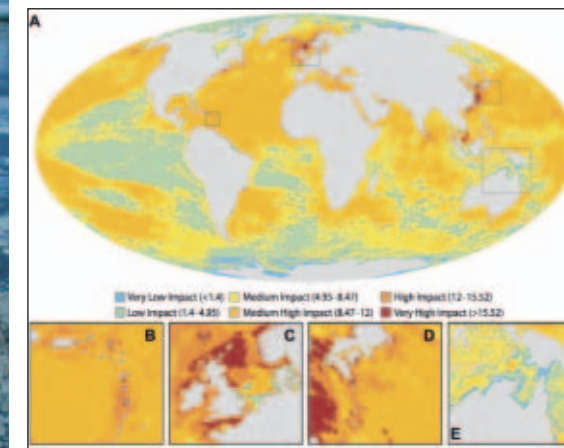 A
Very Low Impact (<1.4) Medium Impact (4.95-8.47) High Impact (12-15.52)
Low Impact (1.4-4.95) Medium High Impact (8.47-12) Very High Impact (>15.52)
B C D
E